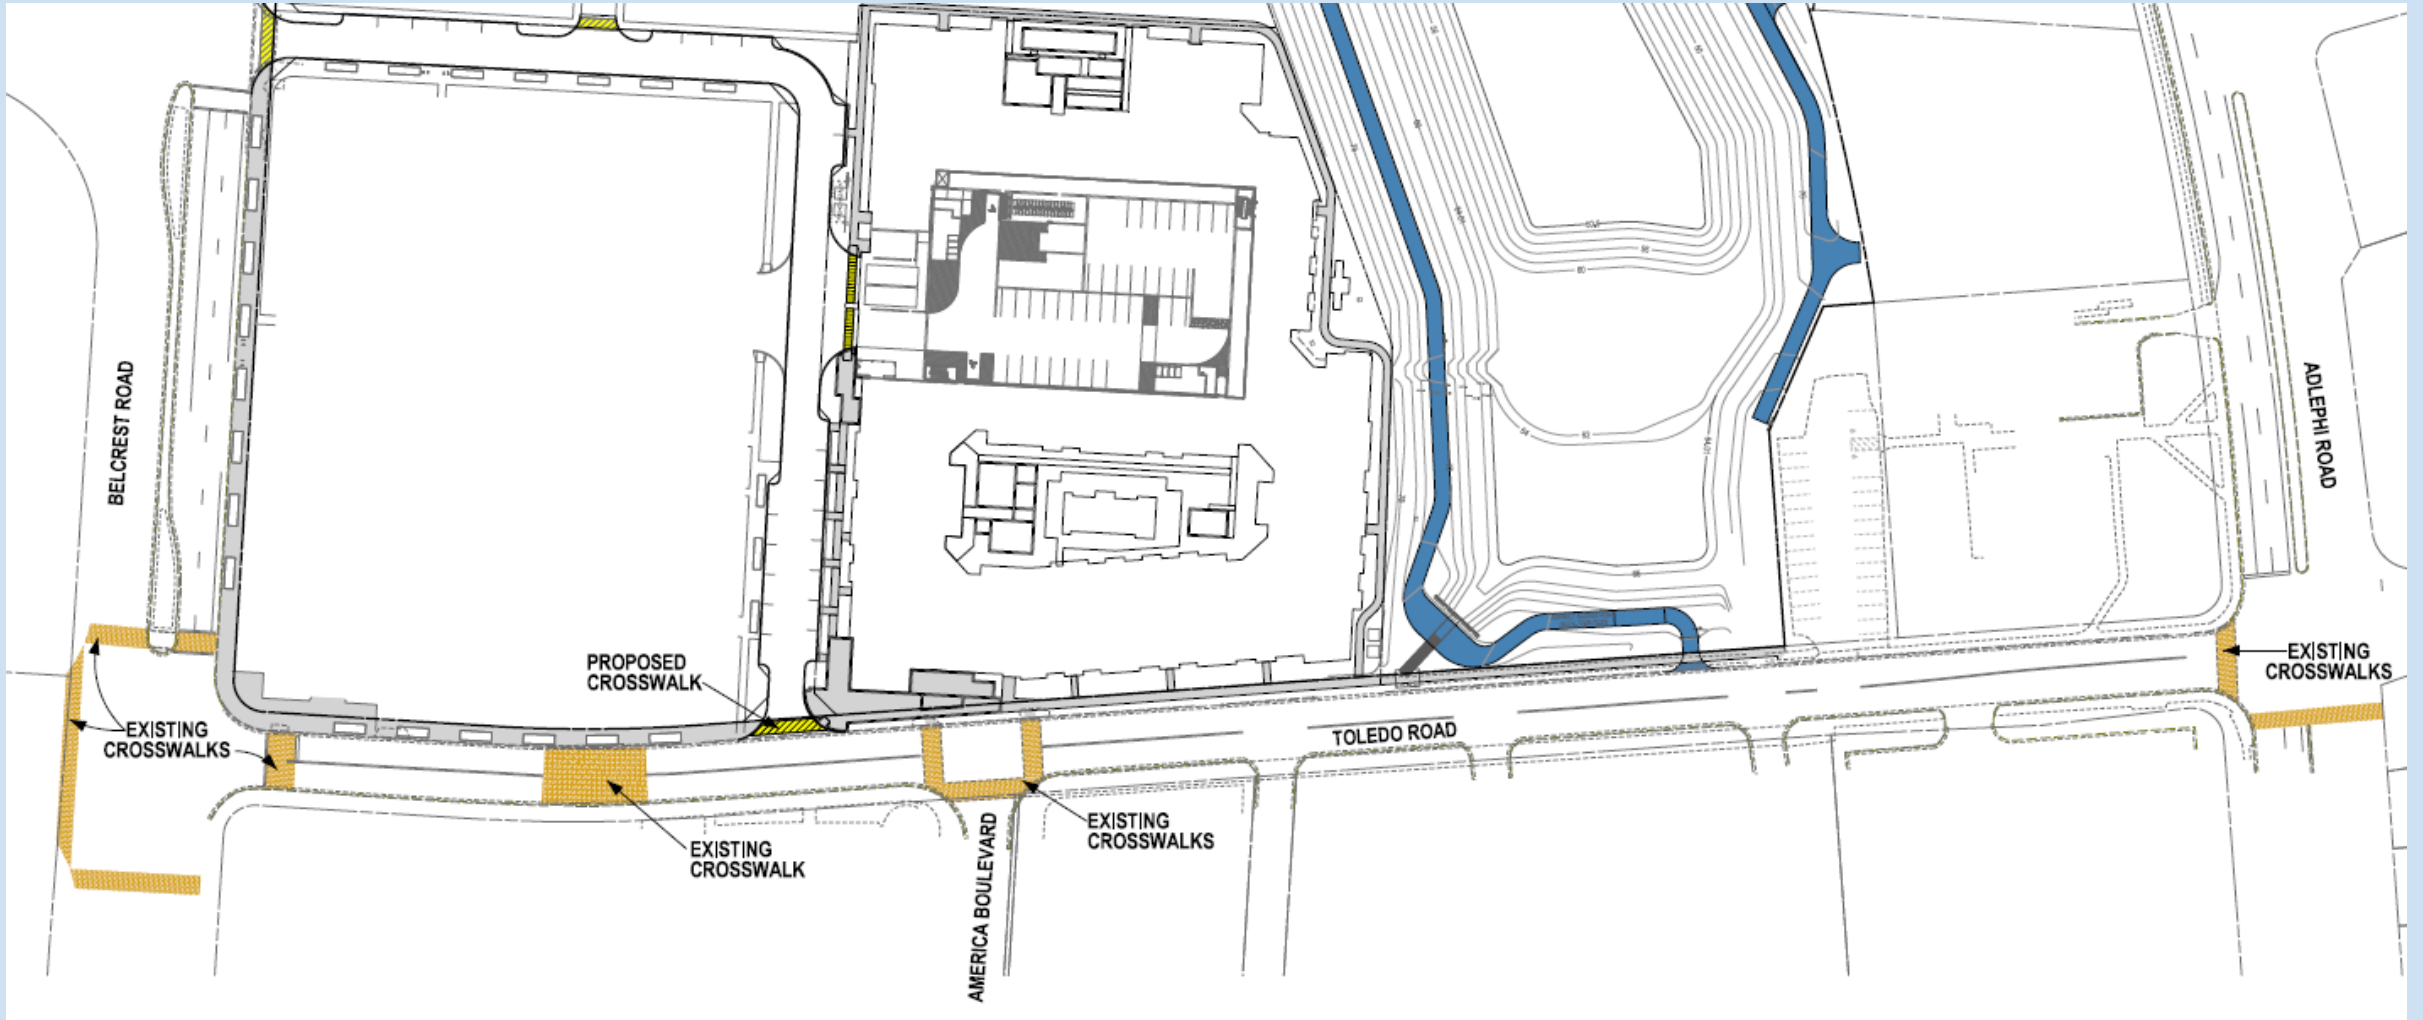 BELCREST ROAD
ADLEPHI ROAD
PROPOSED
CROSSWALK
EXISTING
CROSSWALKS
EXISTING
CROSSWALKS
TOLEDO ROAD
EXISTING
CROSSWALK
EXISTING
CROSSWALKS
AMERICA BOULEVARD